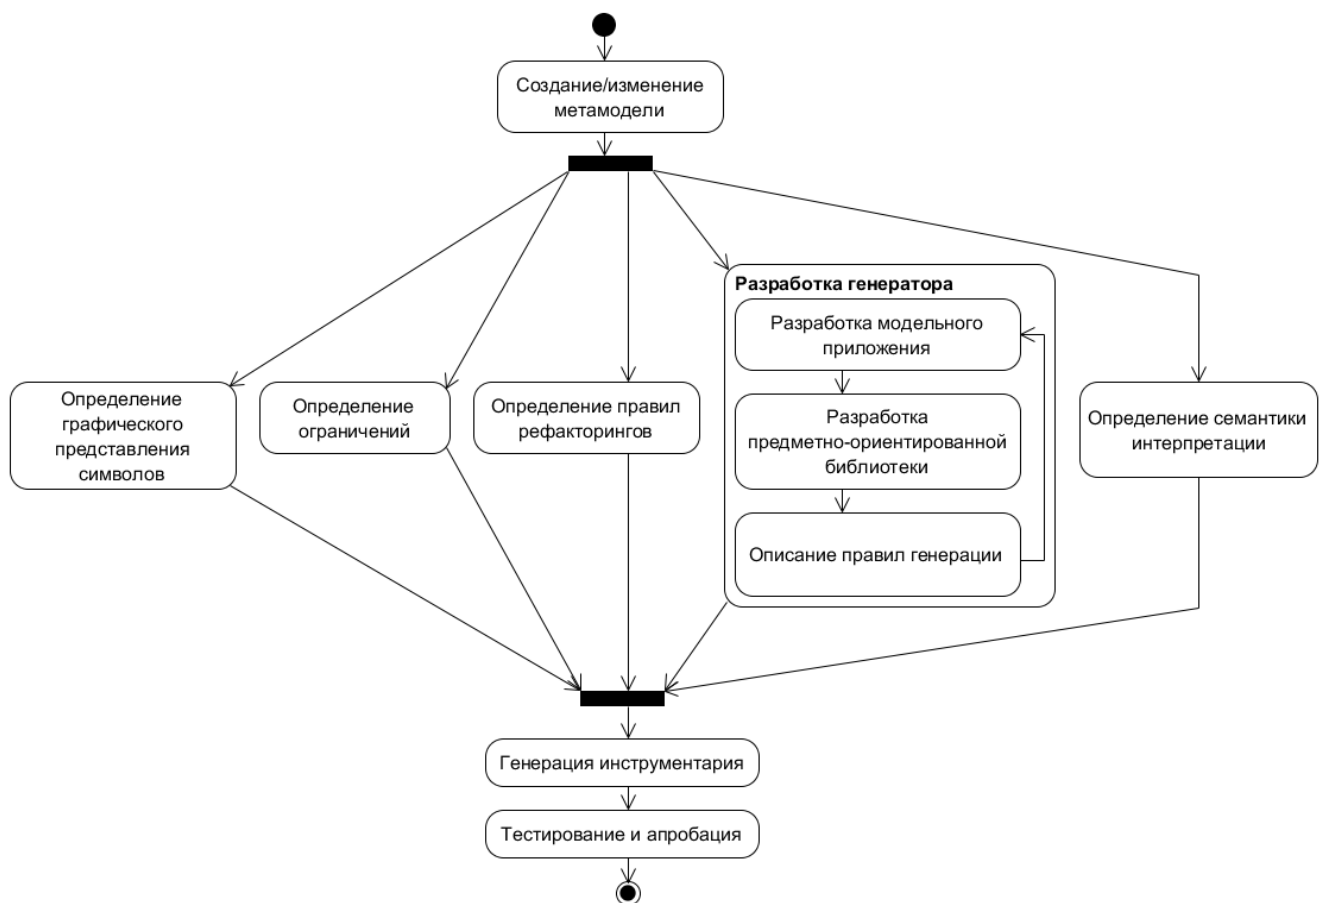 Создание/изменение
метамодели
Разработка генератора
Разработка модельного
приложения
Определение
графического
представления
символов
Определение
ограничений
Определение правил
рефакторингов
Разработка
предметно-ориентированной
библиотеки
Определение семантики
интерпретации
Описание правил генерации
Генерация инструментария
Тестирование и апробация